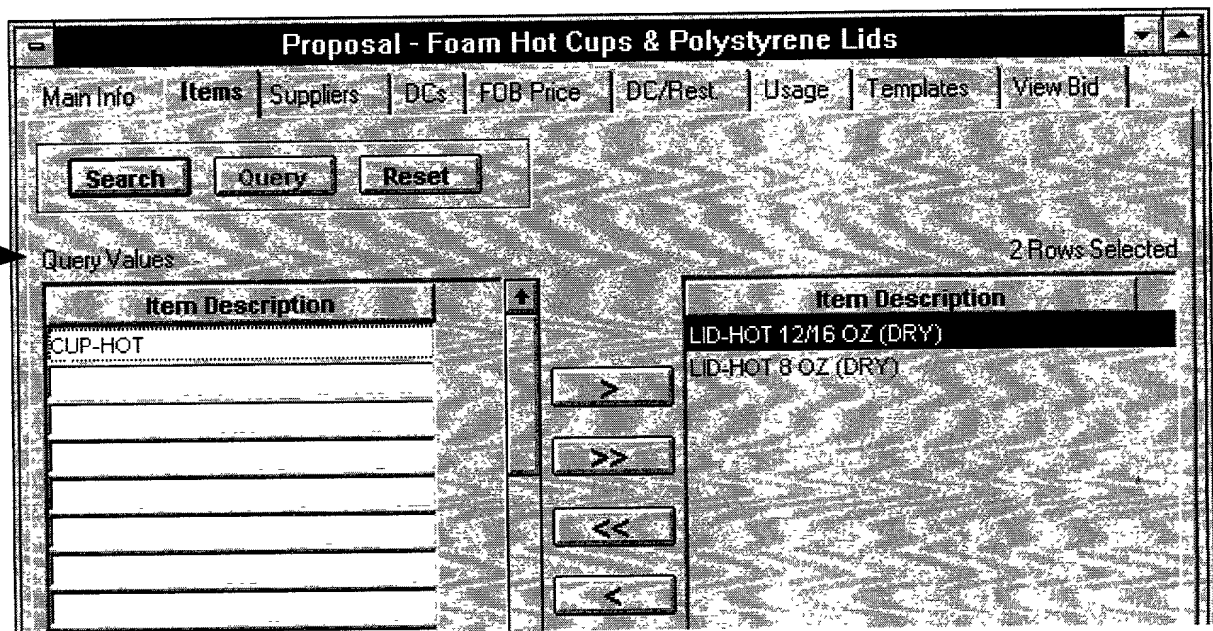 Proposal - Foam Hot Cups & Polystyrene Lids
Main Info Items Suppliers DCs FOB Price DC/Rest. Usage Templates View Bid
Search Query Reset
Query Values
2 Rows Selected
Item Description
CUP-HOT
>
>>
<<
<
Item Description
LID-HOT 12/16 OZ (DRY)
LID-HOT 8 OZ (DRY)